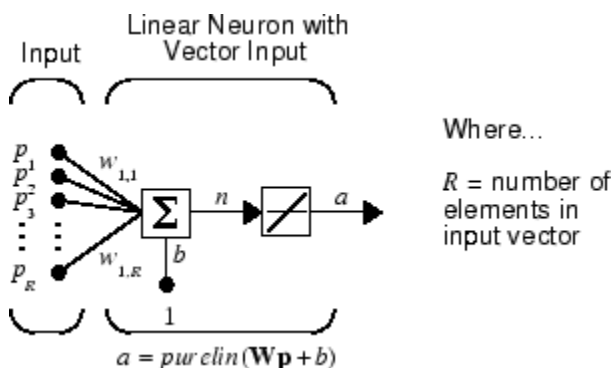 Linear Neuron with
Input Vector Input
Where...
p1
w1,1
p2
p3
R = number of
elements in
input vector
Σ n a
pR
w1,R
b
1
a = purelin (Wp + b)